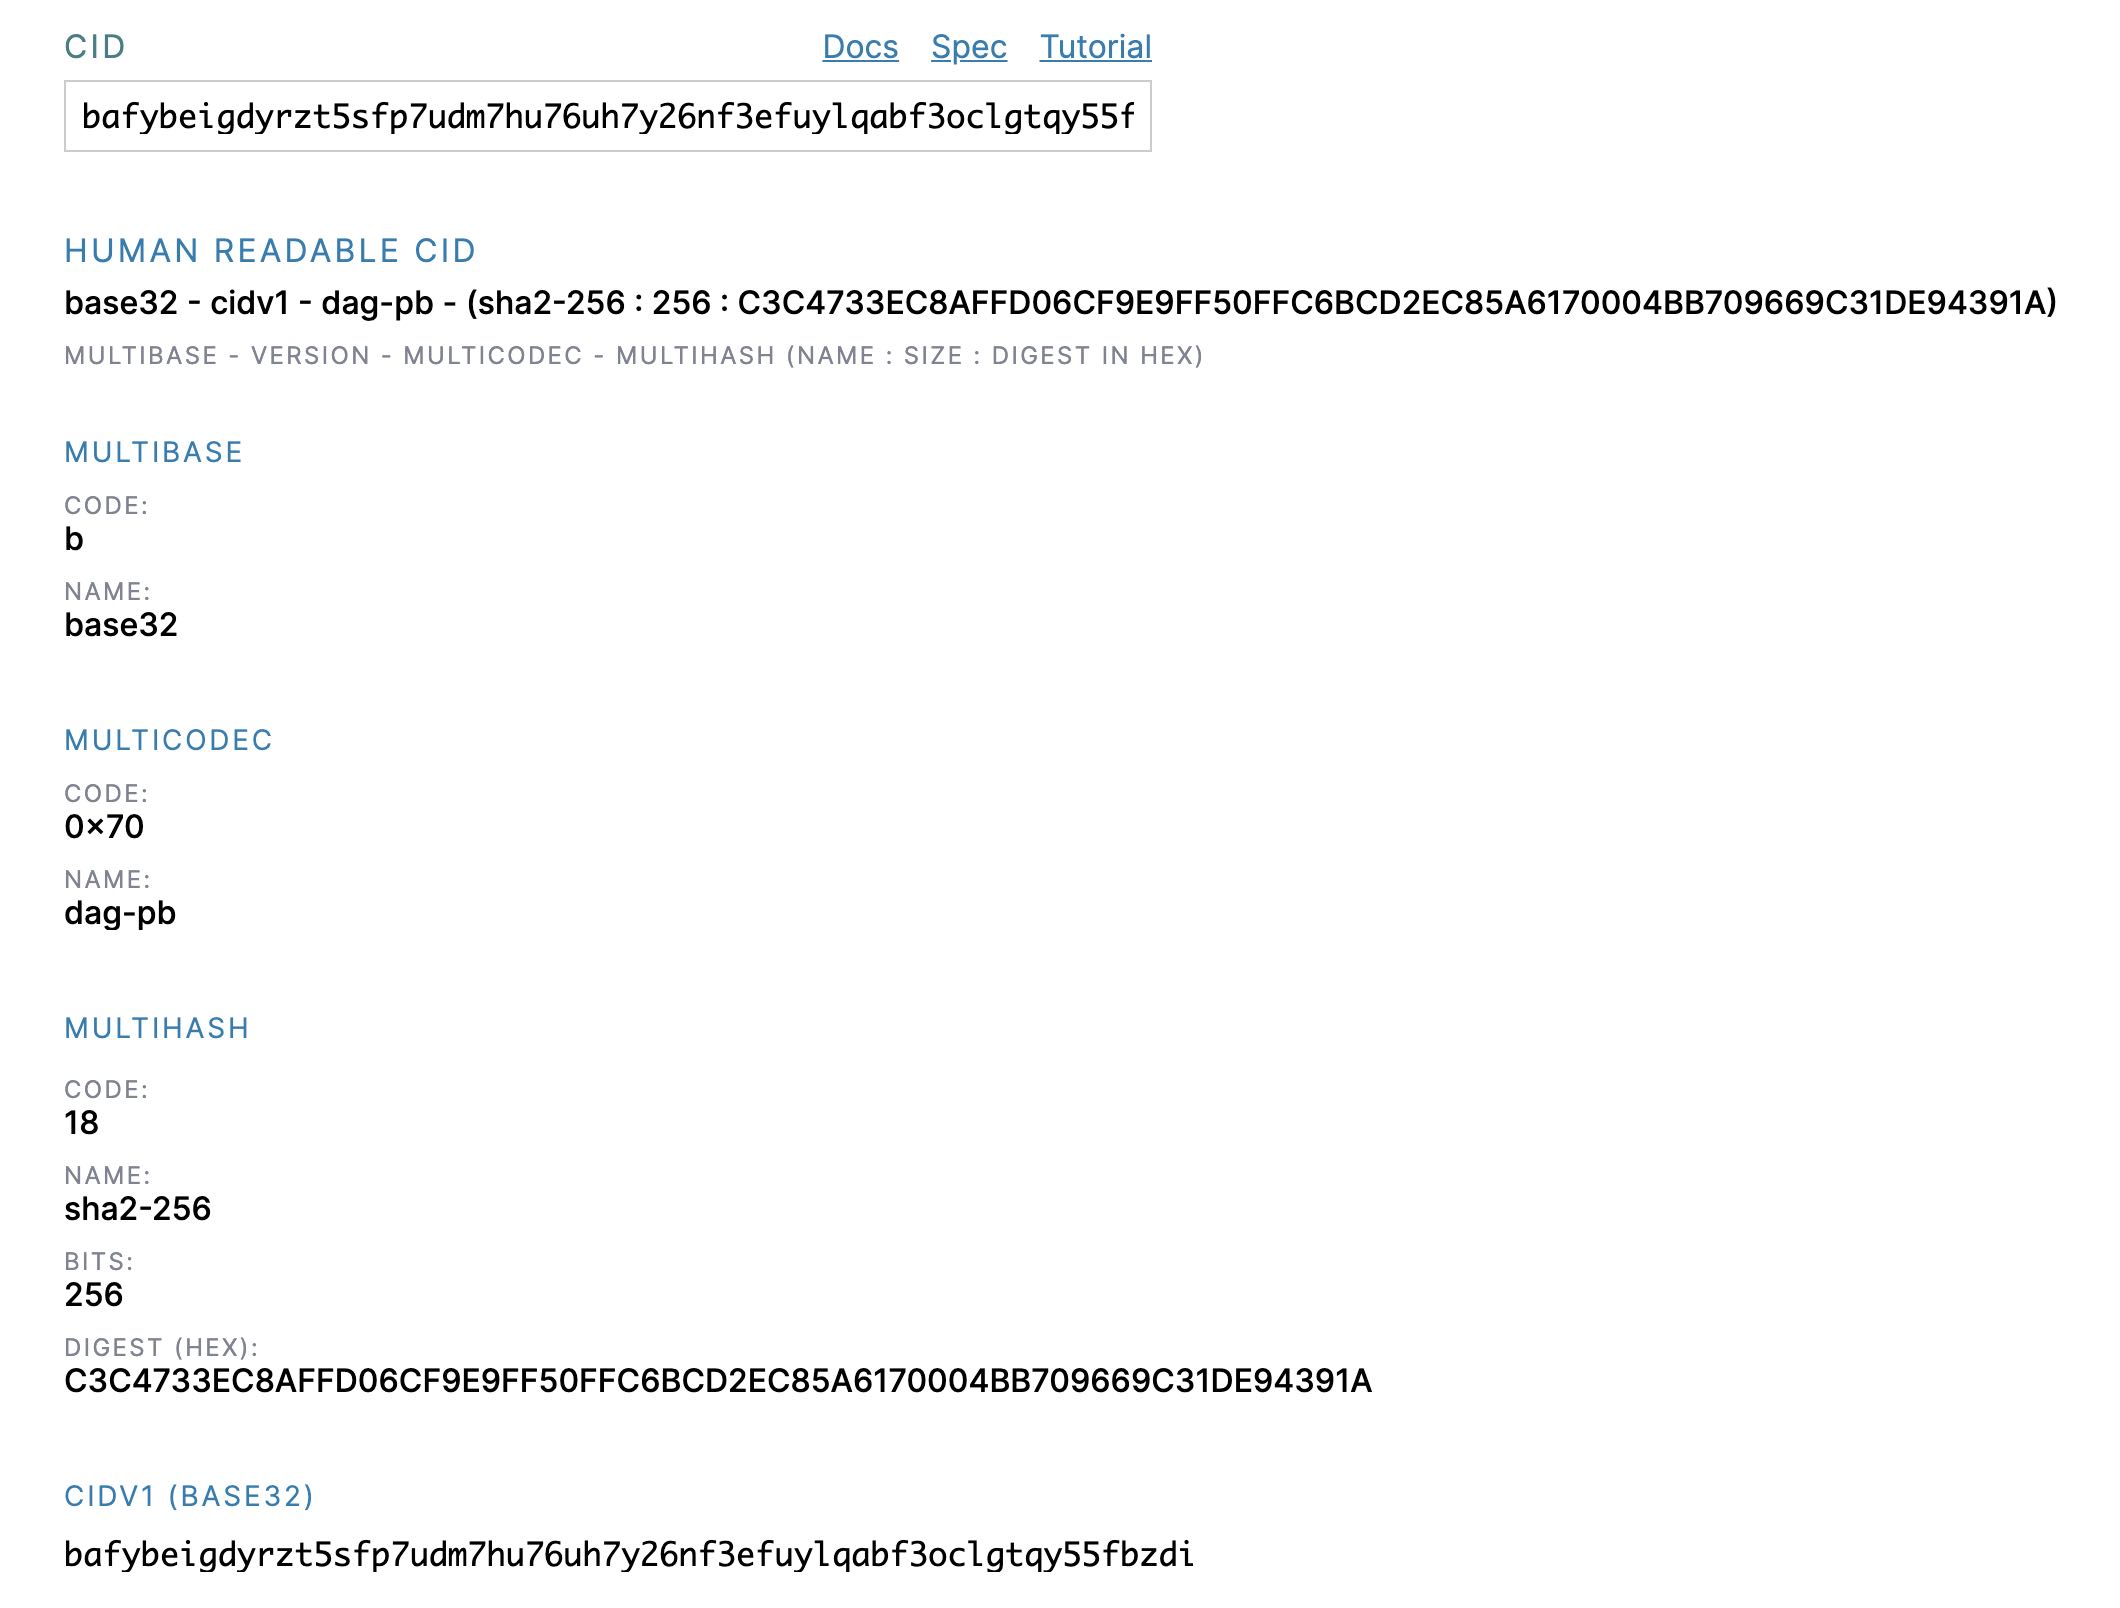 CID Docs Spec Tutorial
bafybeigdyrzt5sfp7udm7hu76uh7y26nf3efuylqabf3oclgtqy55f
HUMAN READABLE CID
base32 - cidv1 - dag-pb - (sha2-256 : 256 : C3C4733EC8AFFD06CF9E9FF50FFC6BCD2EC85A6170004BB709669C31DE94391A)
MULTIBASE - VERSION - MULTICODEC - MULTIHASH (NAME : SIZE : DIGEST IN HEX)
MULTIBASE
CODE:
b
NAME:
base32
MULTICODEC
CODE:
0×70
NAME:
dag-pb
MULTIHASH
CODE:
18
NAME:
sha2-256
BITS:
256
DIGEST (HEX):
C3C4733EC8AFFD06CF9E9FF50FFC6BCD2EC85A6170004BB709669C31DE94391A
CIDV1 (BASE32)
bafybeigdyrzt5sfp7udm7hu76uh7y26nf3efuylqabf3oclgtqy55fbzdi